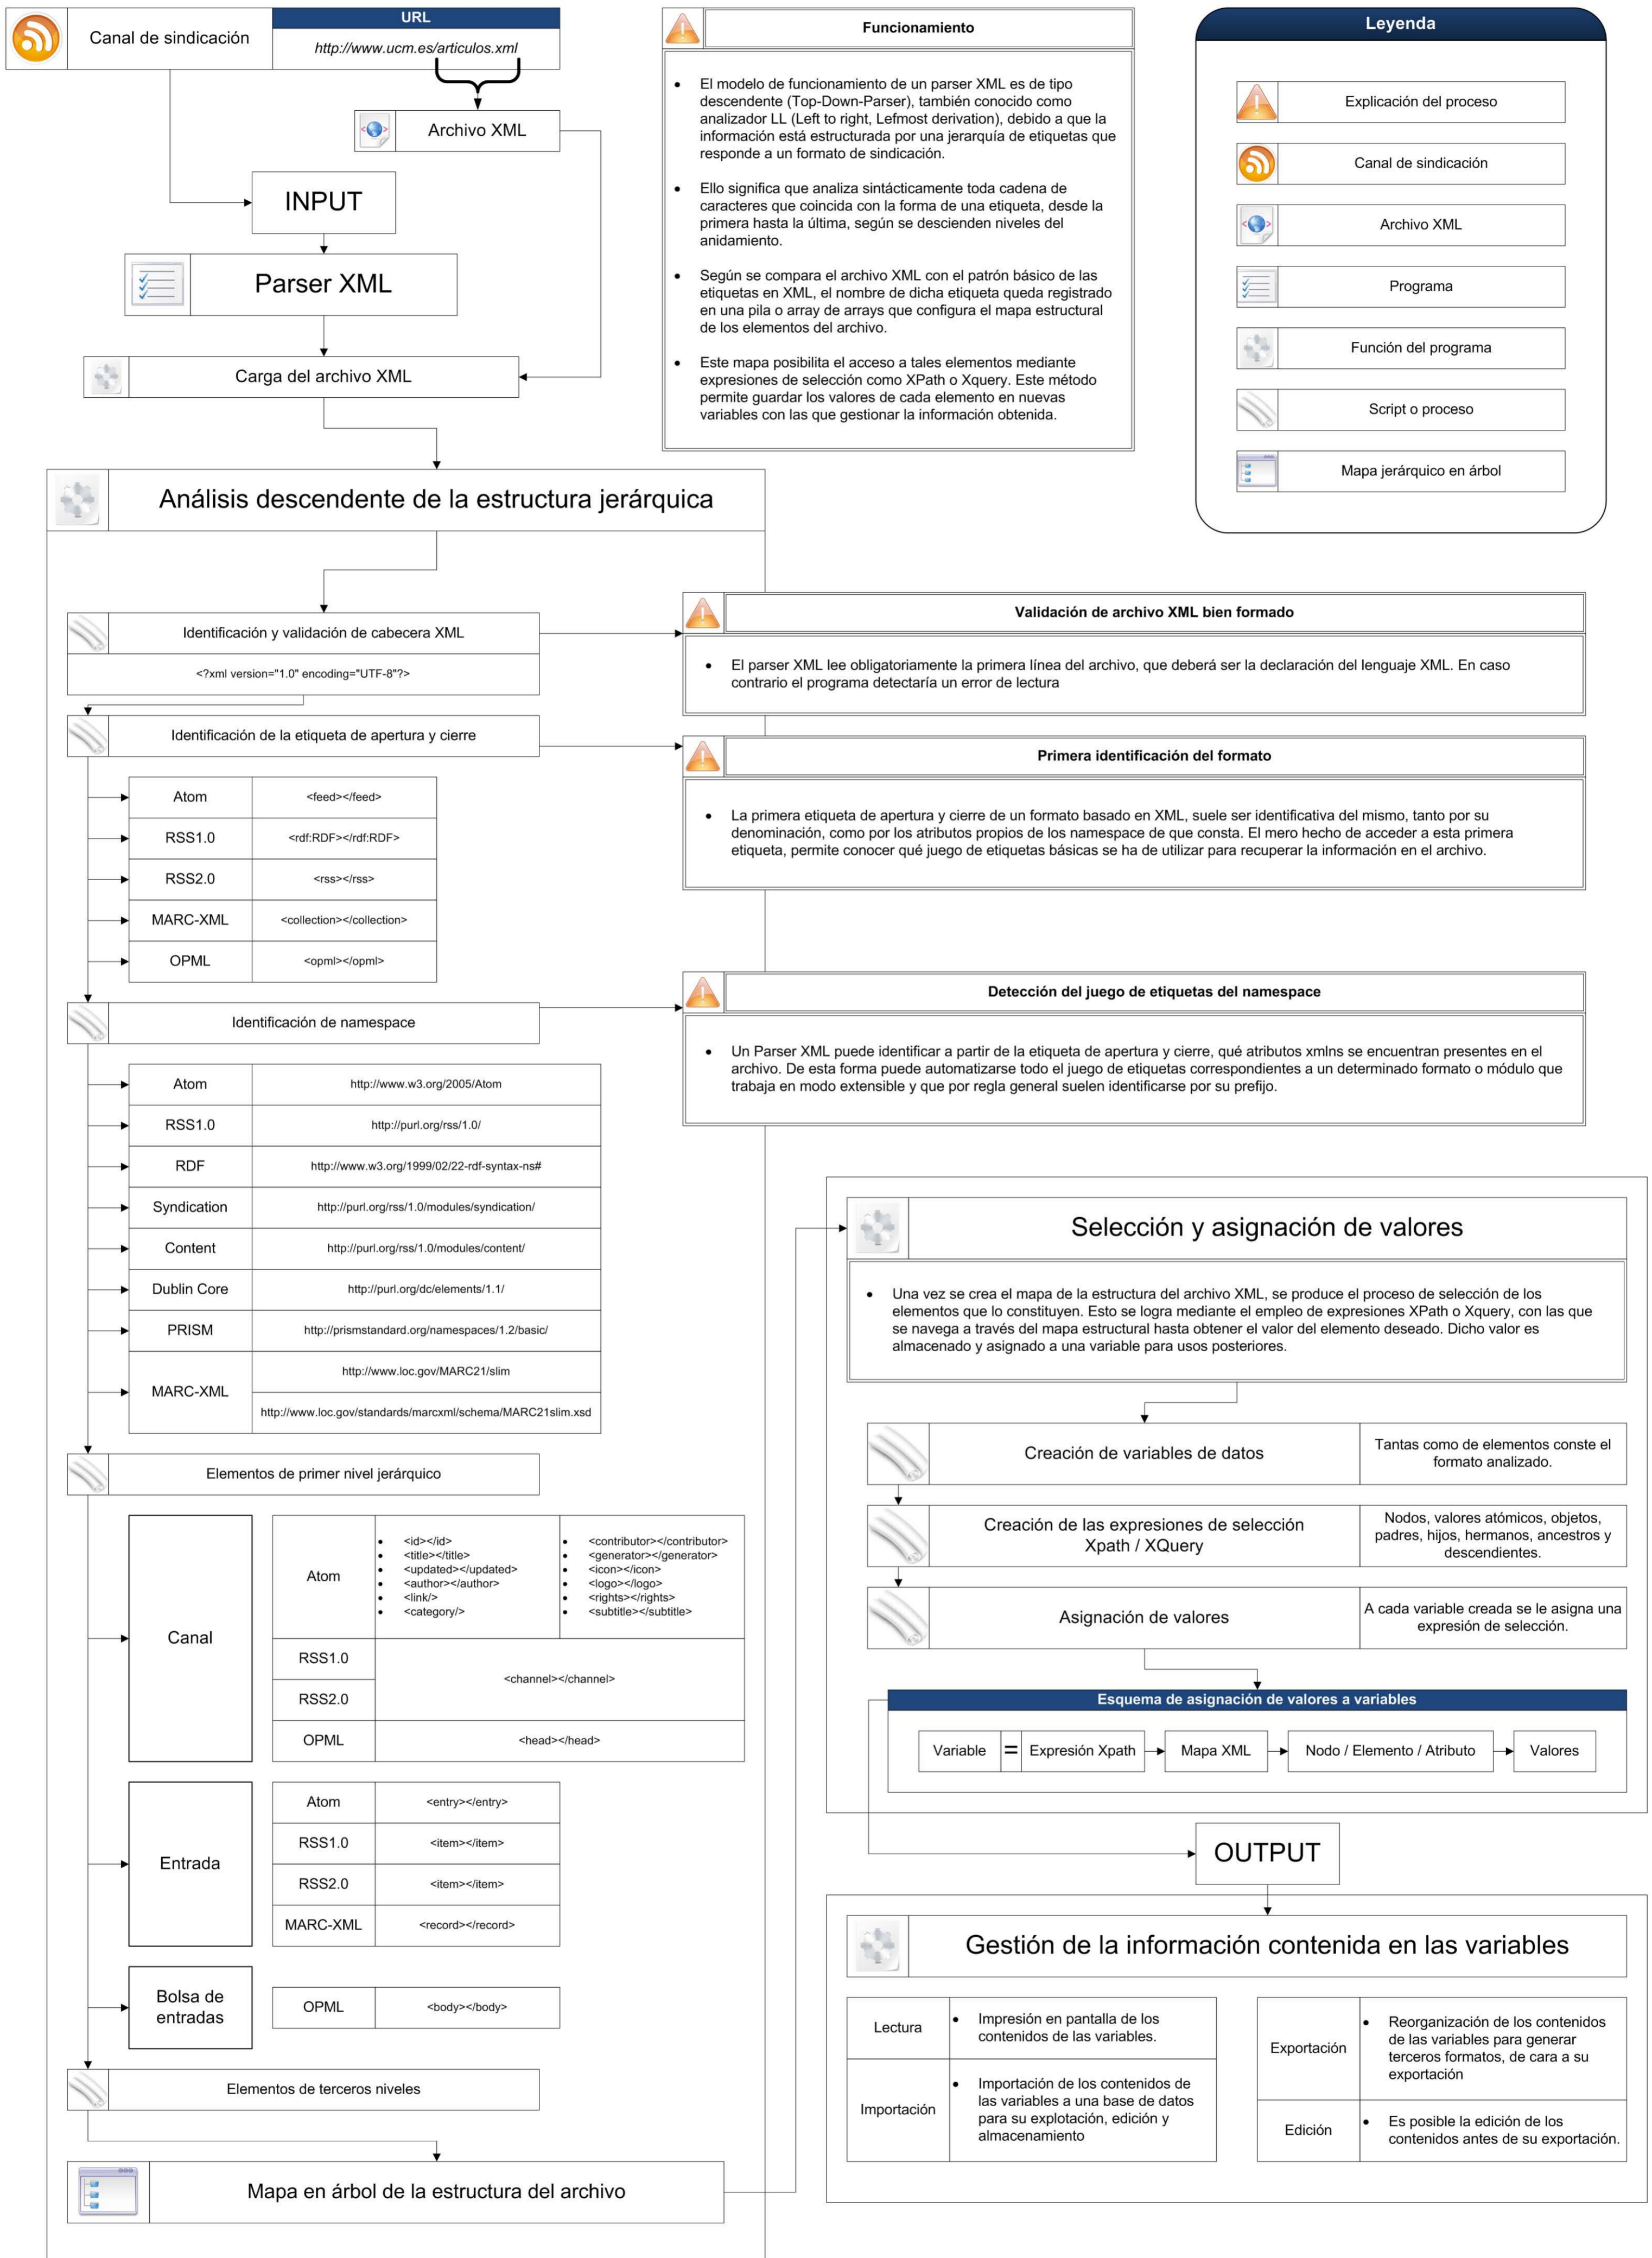 Canal de sindicación
URL
http://www.ucm.es/articulos.xml
Archivo XML
INPUT
Parser XML
Carga del archivo XML
Funcionamiento
• El modelo de funcionamiento de un parser XML es de tipo
descendente (Top-Down-Parser), también conocido como
analizador LL (Left to right, Lefmost derivation), debido a que la
información está estructurada por una jerarquía de etiquetas que
responde a un formato de sindicación.
• Ello significa que analiza sintácticamente toda cadena de
caracteres que coincida con la forma de una etiqueta, desde la
primera hasta la última, según se descienden niveles del
anidamiento.
• Según se compara el archivo XML con el patrón básico de las
etiquetas en XML, el nombre de dicha etiqueta queda registrado
en una pila o array de arrays que configura el mapa estructural
de los elementos del archivo.
• Este mapa posibilita el acceso a tales elementos mediante
expresiones de selección como XPath o Xquery. Este método
permite guardar los valores de cada elemento en nuevas
variables con las que gestionar la información obtenida.
Leyenda
Explicación del proceso
Canal de sindicación
Archivo XML
Programa
Función del programa
Script o proceso
Mapa jerárquico en árbol
Análisis descendente de la estructura jerárquica
Identificación y validación de cabecera XML
<?xml version="1.0" encoding="UTF-8"?>
Validación de archivo XML bien formado
• El parser XML lee obligatoriamente la primera línea del archivo, que deberá ser la declaración del lenguaje XML. En caso
contrario el programa detectaría un error de lectura
Identificación de la etiqueta de apertura y cierre
Atom <feed></feed>
RSS1.0 <rdf:RDF></rdf:RDF>
RSS2.0 <rss></rss>
MARC-XML <collection></collection>
OPML <opml></opml>
Primera identificación del formato
• La primera etiqueta de apertura y cierre de un formato basado en XML, suele ser identificativa del mismo, tanto por su
denominación, como por los atributos propios de los namespace de que consta. El mero hecho de acceder a esta primera
etiqueta, permite conocer qué juego de etiquetas básicas se ha de utilizar para recuperar la información en el archivo.
Identificación de namespace
Detección del juego de etiquetas del namespace
• Un Parser XML puede identificar a partir de la etiqueta de apertura y cierre, qué atributos xmlns se encuentran presentes en el
archivo. De esta forma puede automatizarse todo el juego de etiquetas correspondientes a un determinado formato o módulo que
trabaja en modo extensible y que por regla general suelen identificarse por su prefijo.
Atom http://www.w3.org/2005/Atom
RSS1.0 http://purl.org/rss/1.0/
RDF http://www.w3.org/1999/02/22-rdf-syntax-ns#
Syndication http://purl.org/rss/1.0/modules/syndication/
Content http://purl.org/rss/1.0/modules/content/
Dublin Core http://purl.org/dc/elements/1.1/
PRISM http://prismstandard.org/namespaces/1.2/basic/
MARC-XML
http://www.loc.gov/MARC21/slim
http://www.loc.gov/standards/marcxml/schema/MARC21slim.xsd
Elementos de primer nivel jerárquico
Canal
Atom
• <id></id>
• <title></title>
• <updated></updated>
• <author></author>
• <link/>
• <category/>
• <contributor></contributor>
• <generator></generator>
• <icon></icon>
• <logo></logo>
• <rights></rights>
• <subtitle></subtitle>
RSS1.0
RSS2.0
<channel></channel>
OPML <head></head>
Entrada
Atom <entry></entry>
RSS1.0 <item></item>
RSS2.0 <item></item>
MARC-XML <record></record>
Bolsa de
entradas
OPML <body></body>
Elementos de terceros niveles
Mapa en árbol de la estructura del archivo
Selección y asignación de valores
• Una vez se crea el mapa de la estructura del archivo XML, se produce el proceso de selección de los
elementos que lo constituyen. Esto se logra mediante el empleo de expresiones XPath o Xquery, con las que
se navega a través del mapa estructural hasta obtener el valor del elemento deseado. Dicho valor es
almacenado y asignado a una variable para usos posteriores.
Creación de variables de datos
Tantas como de elementos conste el
formato analizado.
Creación de las expresiones de selección
Xpath / XQuery
Nodos, valores atómicos, objetos,
padres, hijos, hermanos, ancestros y
descendientes.
Asignación de valores
A cada variable creada se le asigna una
expresión de selección.
Esquema de asignación de valores a variables
Variable = Expresión Xpath Mapa XML Nodo / Elemento / Atributo Valores
OUTPUT
Gestión de la información contenida en las variables
Lectura
• Impresión en pantalla de los
contenidos de las variables.
Importación
• Importación de los contenidos de
las variables a una base de datos
para su explotación, edición y
almacenamiento
Exportación
• Reorganización de los contenidos
de las variables para generar
terceros formatos, de cara a su
exportación
Edición
• Es posible la edición de los
contenidos antes de su exportación.